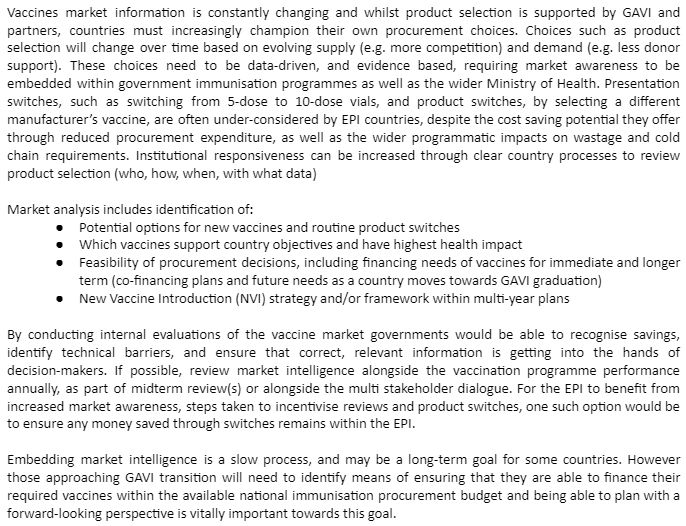 Vaccines market information is constantly changing and whilst product selection is supported by GAVI and
partners, countries must increasingly champion their own procurement choices. Choices such as product
selection will change over time based on evolving supply (e.g. more competition) and demand (e.g. less donor
support). These choices need to be data-driven, and evidence based, requiring market awareness to be
embedded within government immunisation programmes as well as the wider Ministry of Health. Presentation
switches, such as switching from 5-dose to 10-dose vials, and product switches, by selecting a different
manufacturer's vaccine, are often under-considered by EPI countries, despite the cost saving potential they offer
through reduced procurement expenditure, as well as the wider programmatic impacts on wastage and cold
chain requirements. Institutional responsiveness can be increased through clear country processes to review
product selection (who, how, when, with what data)
Market analysis includes identification of:
● Potential options for new vaccines and routine product switches
● Which vaccines support country objectives and have highest health impact
● Feasibility of procurement decisions, including financing needs of vaccines for immediate and longer
term (co-financing plans and future needs as a country moves towards GAVI graduation)
● New Vaccine Introduction (NVI) strategy and/or framework within multi-year plans
By conducting internal evaluations of the vaccine market governments would be able to recognise savings,
identify technical barriers, and ensure that correct, relevant information is getting into the hands of
decision-makers. If possible, review market intelligence alongside the vaccination programme performance
annually, as part of midterm review(s) or alongside the multi stakeholder dialogue. For the EPI to benefit from
increased market awareness, steps taken to incentivise reviews and product switches, one such option would be
to ensure any money saved through switches remains within the EPI.
Embedding market intelligence is a slow process, and may be a long-term goal for some countries. However
those approaching GAVI transition will need to identify means of ensuring that they are able to finance their
required vaccines within the available national immunisation procurement budget and being able to plan with a
forward-looking perspective is vitally important towards this goal.